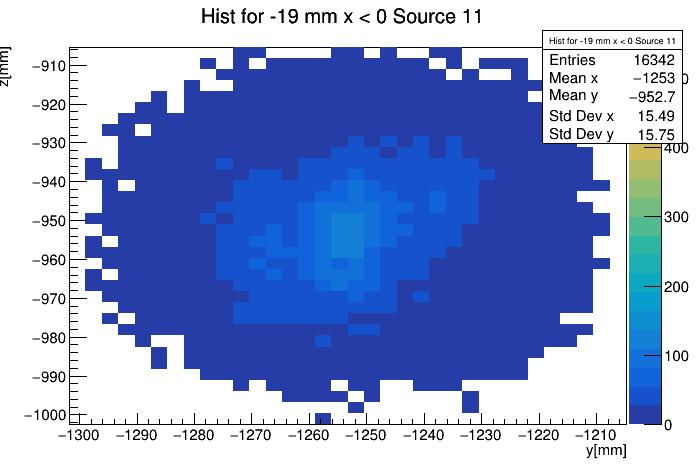 Hist for -19 mm x < 0 Source 11
z[mm]
Hist for -19 mm x < 0 Source 11
Entries 16342
Mean x −1253
Mean y −952.7
Std Dev x 15.49
Std Dev y 15.75
−910
−920
−930
−940
−950
−960
−970
−980
−990
−1000
0
400
300
200
100
0
−1300 −1290 −1280 −1270 −1260 −1250 −1240 −1230 −1220 −1210
y[mm]